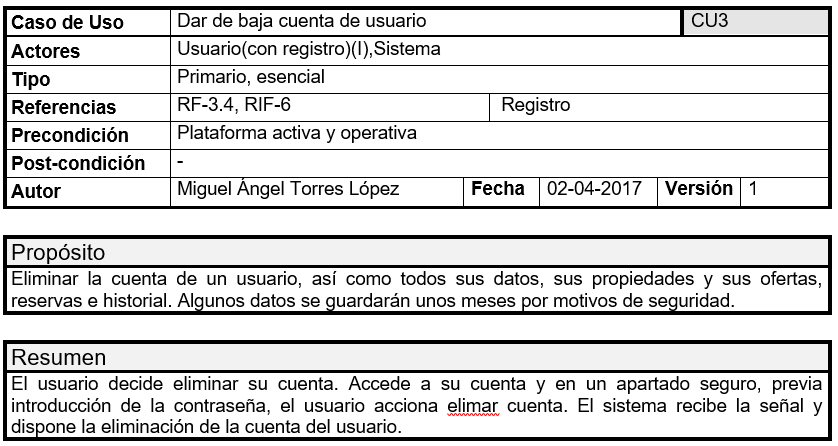 Caso de Uso Dar de baja cuenta de usuario CU3
Actores Usuario(con registro)(I),Sistema
Tipo Primario, esencial
Referencias RF-3.4, RIF-6 Registro
Precondición Plataforma activa y operativa
Post-condición -
Autor Miguel Ángel Torres López Fecha 02-04-2017 Versión 1
Propósito
Eliminar la cuenta de un usuario, así como todos sus datos, sus propiedades y sus ofertas,
reservas e historial. Algunos datos se guardarán unos meses por motivos de seguridad.
Resumen
El usuario decide eliminar su cuenta. Accede a su cuenta y en un apartado seguro, previa
introducción de la contraseña, el usuario acciona elimar cuenta. El sistema recibe la señal y
dispone la eliminación de la cuenta del usuario.